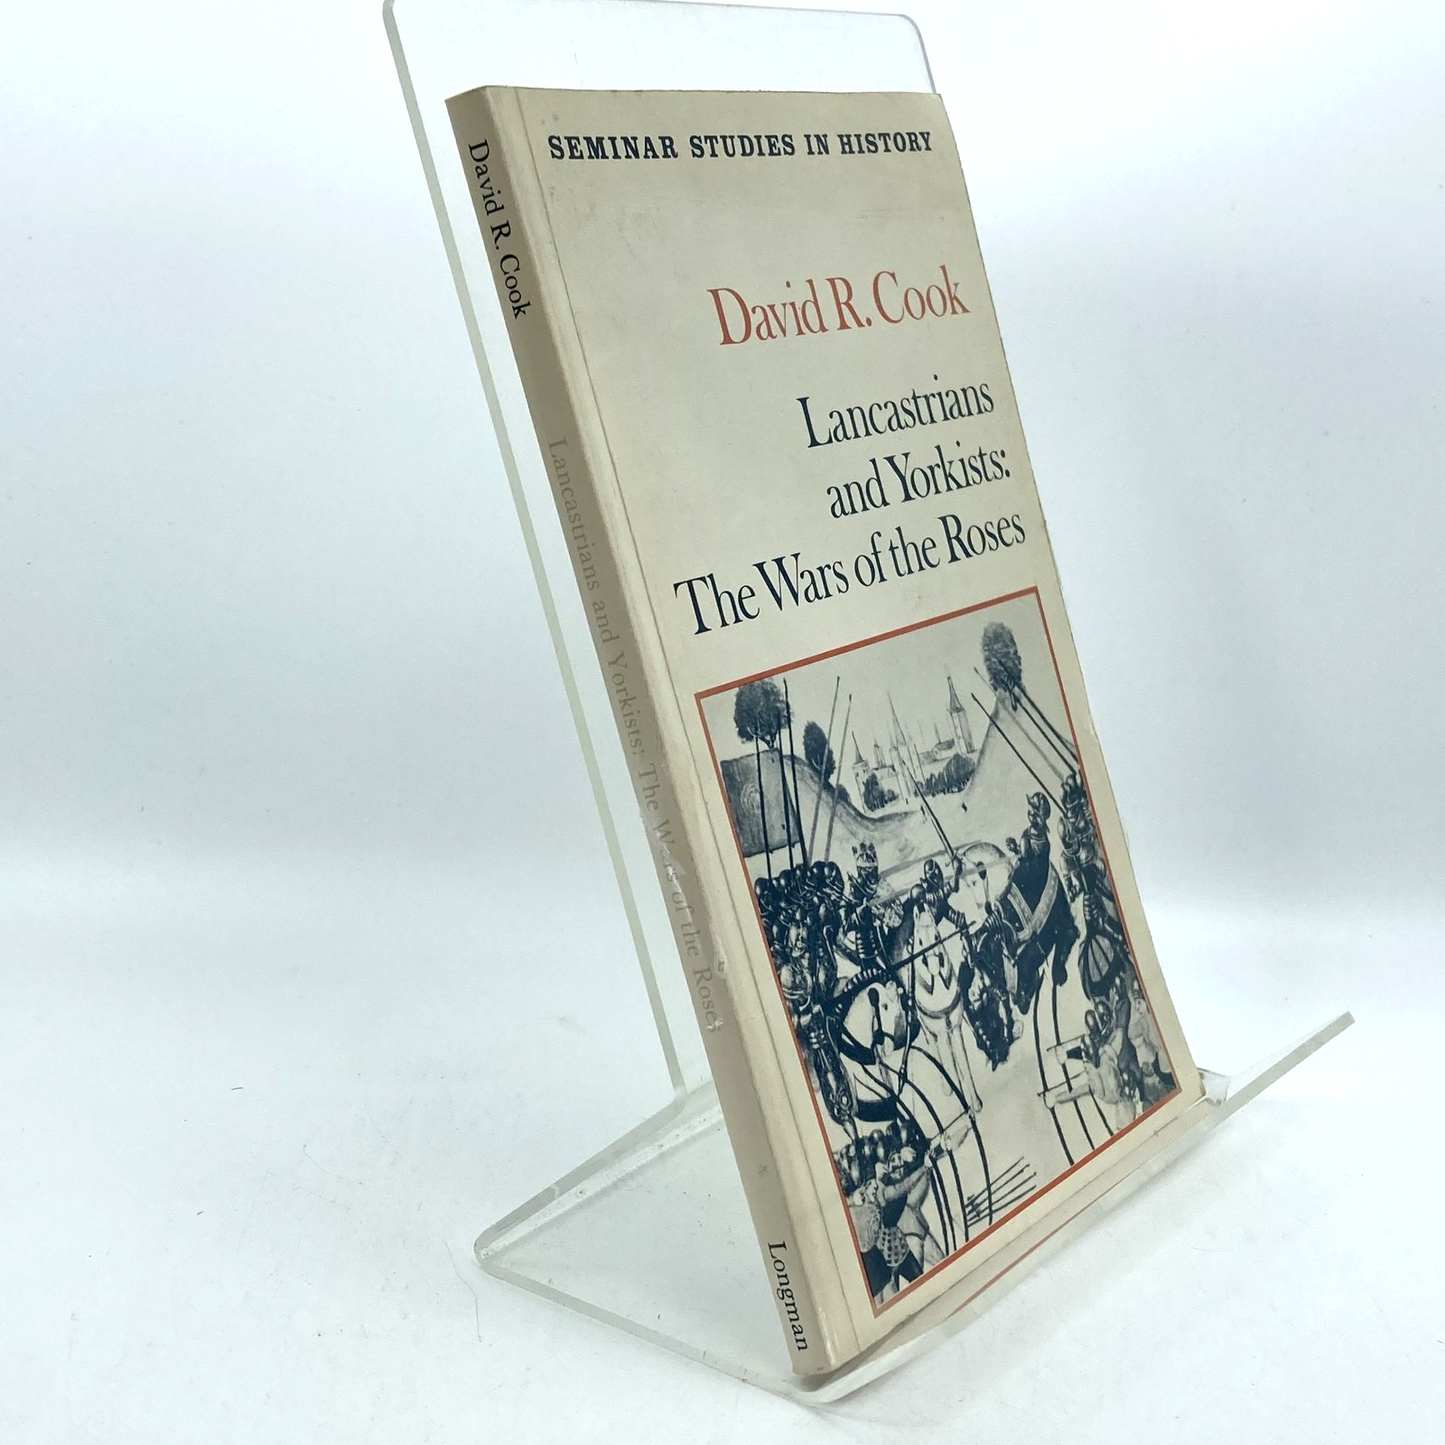 David R. Cook
Lancastrians and Yorkists: The Wars of the Roses
Longman
SEMINAR STUDIES IN HISTORY
David R. Cook
Lancastrians
and Yorkists:
The Wars of the Roses